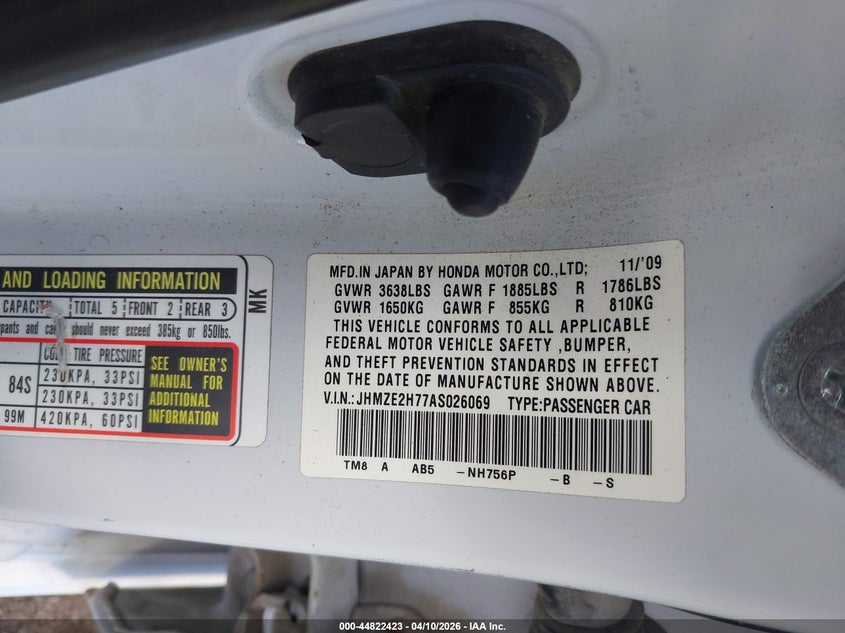 AND LOADING INFORMATION
TOTAL 5 FRONT 2 REAR 3
should never exceed 385kg or 850lbs.
TIRE PRESSURE
84S
230KPA, 33PSI
230KPA, 33PSI
99M 420KPA, 60PSI
SEE OWNER'S
MANUAL FOR
ADDITIONAL
INFORMATION
MK
MFD.IN JAPAN BY HONDA MOTOR CO.,LTD; 11/'09
GVWR 3638LBS GAWR F 1885LBS R 1786LBS
GVWR 1650KG GAWR F 855KG R 810KG
THIS VEHICLE CONFORMS TO ALL APPLICABLE
FEDERAL MOTOR VEHICLE SAFETY ,BUMPER,
AND THEFT PREVENTION STANDARDS IN EFFECT
ON THE DATE OF MANUFACTURE SHOWN ABOVE.
V.I.N.:JHMZE2H77AS026069 TYPE:PASSENGER CAR
TM8 A AB5 -NH756P -B -S
000-44822423 - 04/10/2026 - IAA Inc.